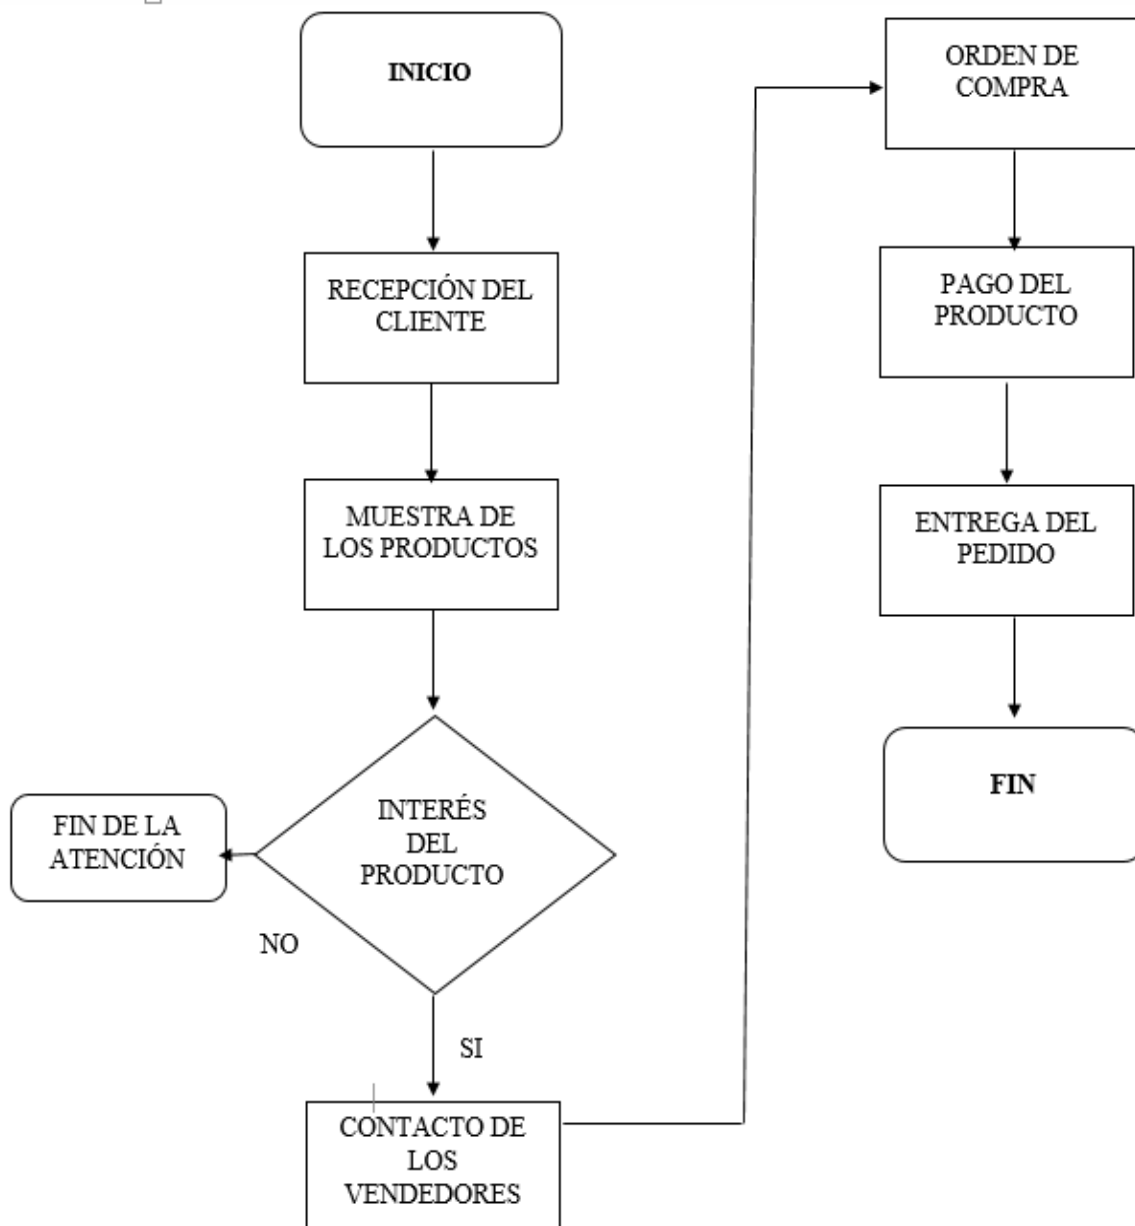 INICIO
RECEPCIÓN DEL
CLIENTE
MUESTRA DE
LOS PRODUCTOS
INTERÉS
DEL
PRODUCTO
FIN DE LA
ATENCIÓN
NO
SI
CONTACTO DE
LOS
VENDEDORES
ORDEN DE
COMPRA
PAGO DEL
PRODUCTO
ENTREGA DEL
PEDIDO
FIN